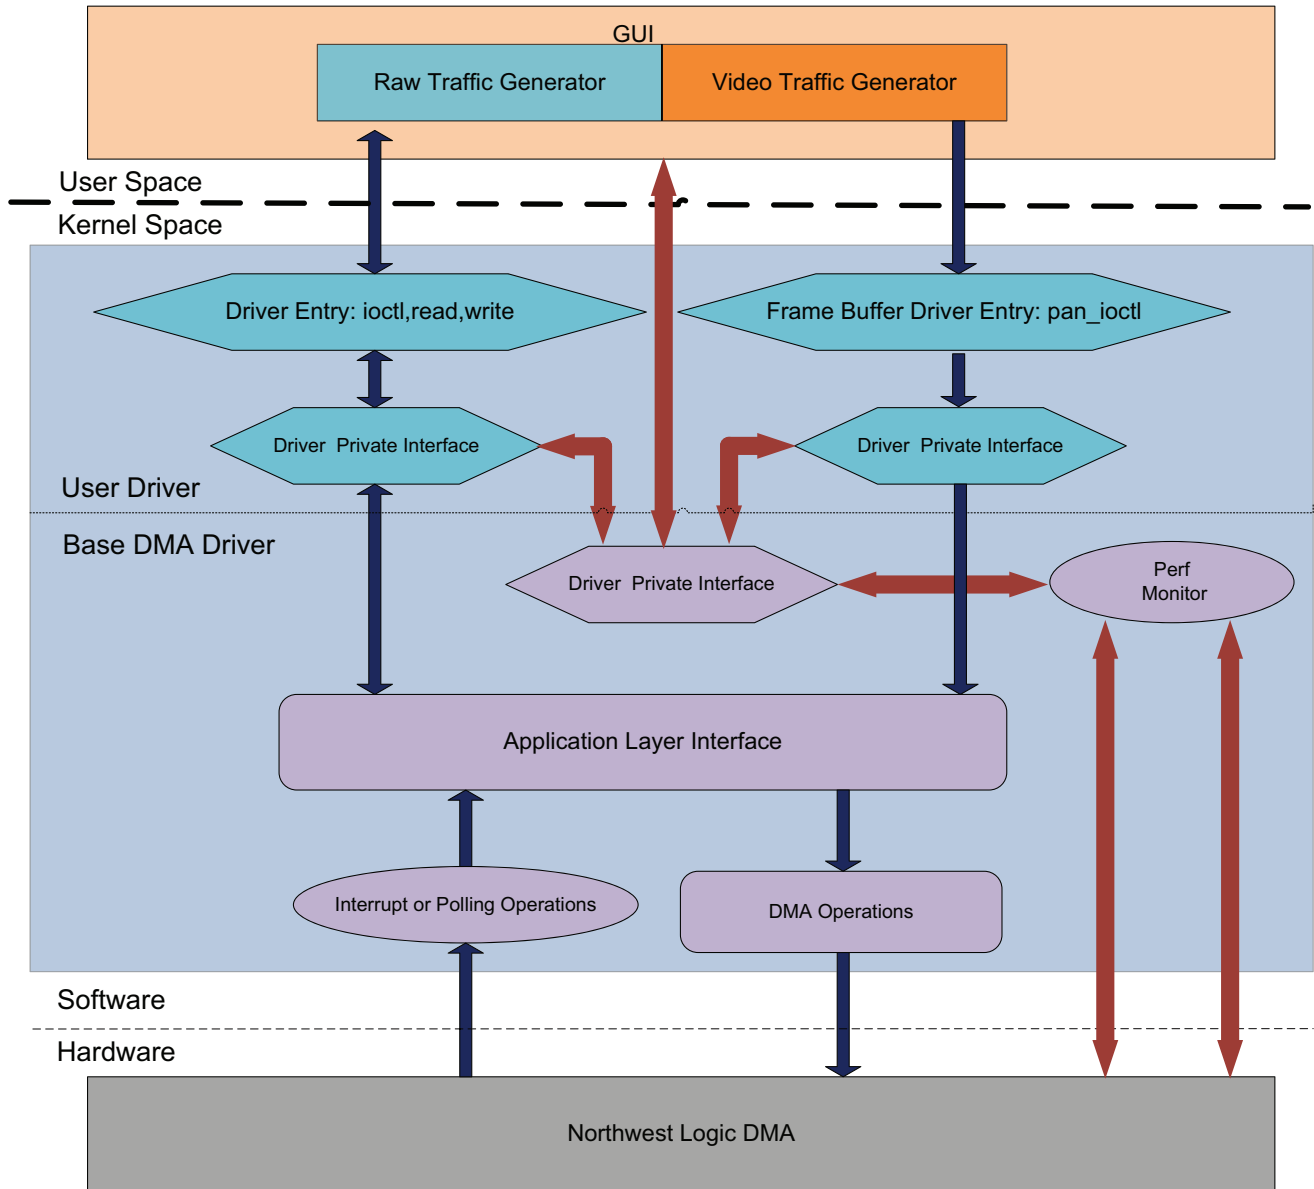 GUI
Raw Traffic Generator
Video Traffic Generator
User Space
Kernel Space
Driver Entry: ioctl,read,write
Frame Buffer Driver Entry: pan_ioctl
Driver Private Interface
Driver Private Interface
User Driver
Base DMA Driver
Driver Private Interface
Perf
Monitor
Application Layer Interface
Interrupt or Polling Operations
DMA Operations
Software
Hardware
Northwest Logic DMA